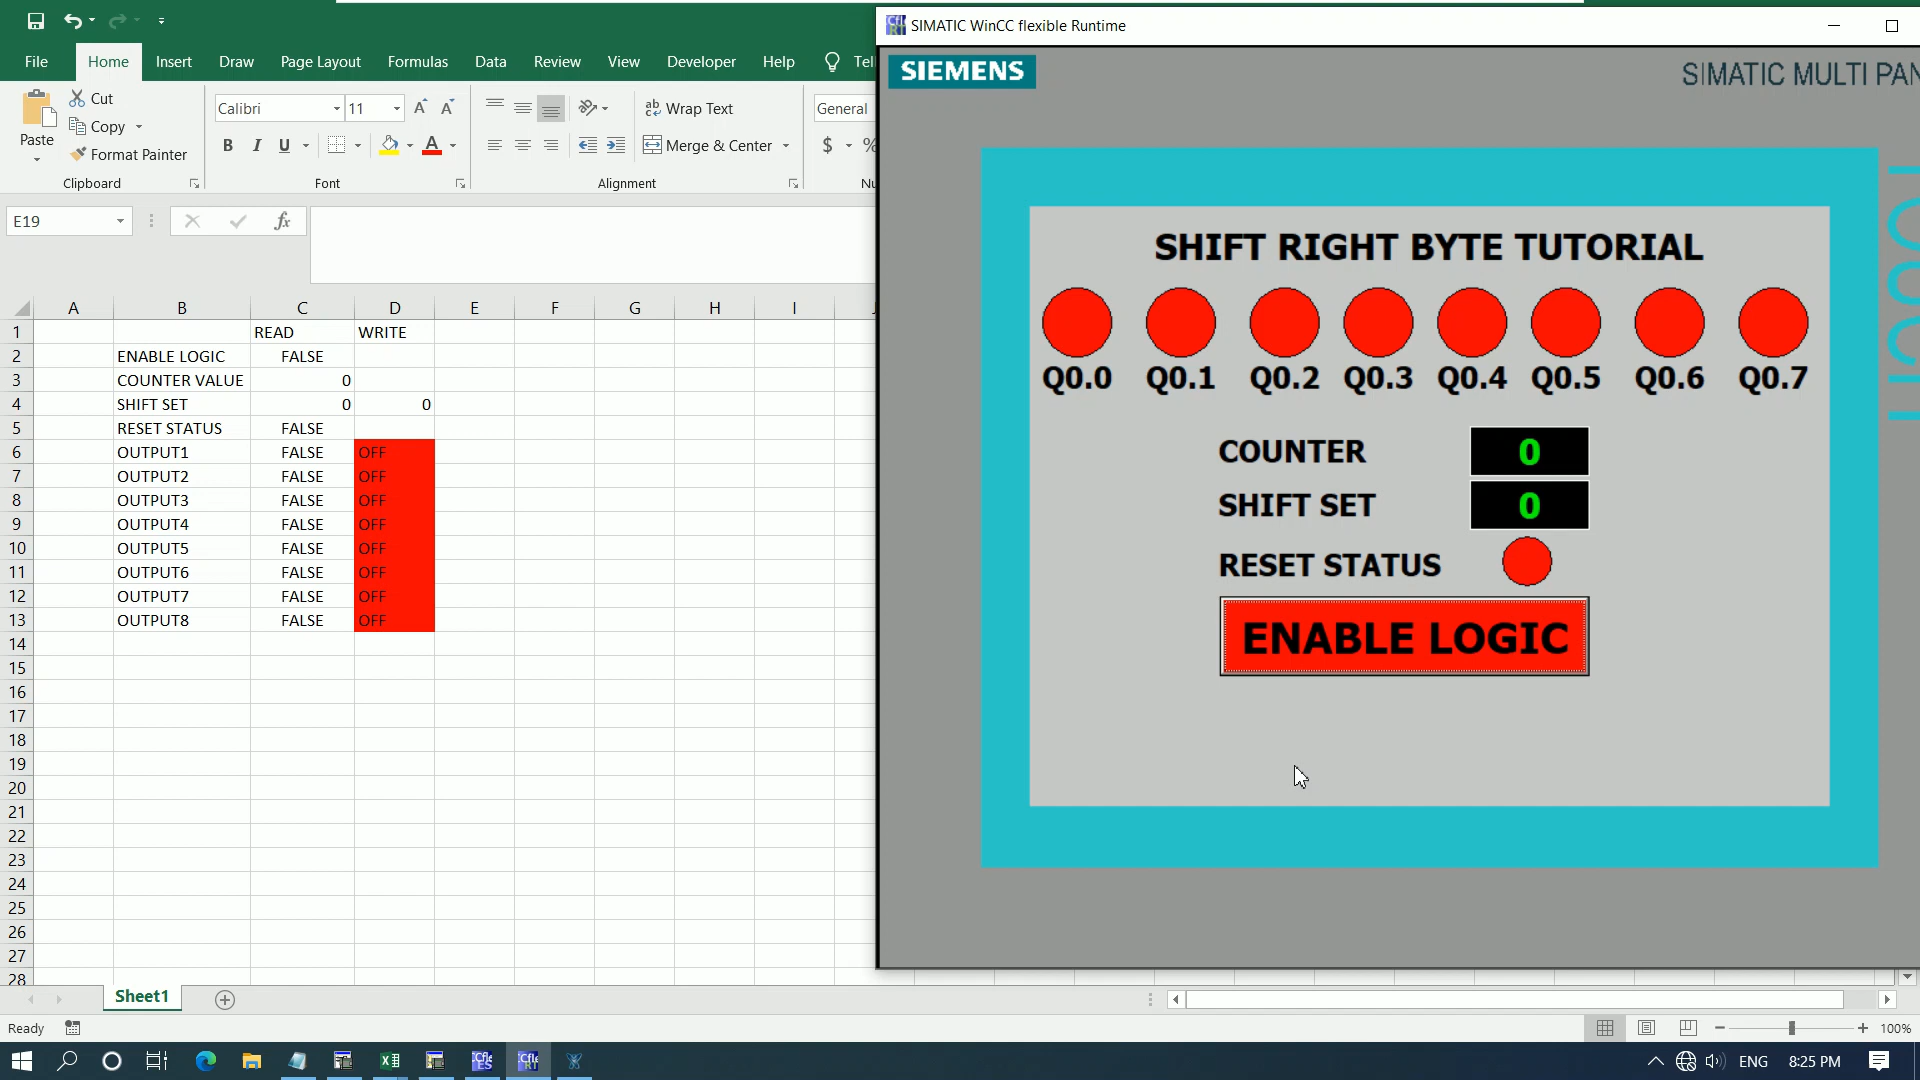 SIMATIC WinCC flexible Runtime
File Home Insert Draw Page Layout Formulas Data Review View Developer Help Tel
Cut
Copy
Format Painter
Paste
Clipboard
Calibri 11
B I U
Font
Wrap Text
Merge & Center
Alignment
General
$ %
Nu
E19
fx
A B C D E F G H I
1 READ WRITE
2 ENABLE LOGIC FALSE
3 COUNTER VALUE 0
4 SHIFT SET 0 0
5 RESET STATUS FALSE
6 OUTPUT1 FALSE OFF
7 OUTPUT2 FALSE OFF
8 OUTPUT3 FALSE OFF
9 OUTPUT4 FALSE OFF
10 OUTPUT5 FALSE OFF
11 OUTPUT6 FALSE OFF
12 OUTPUT7 FALSE OFF
13 OUTPUT8 FALSE OFF
14
15
16
17
18
19
20
21
22
23
24
25
26
27
28
SIEMENS
SIMATIC MULTI PAN
SHIFT RIGHT BYTE TUTORIAL
Q0.0 Q0.1 Q0.2 Q0.3 Q0.4 Q0.5 Q0.6 Q0.7
COUNTER 0
SHIFT SET 0
RESET STATUS
ENABLE LOGIC
Sheet1
Ready
100%
ENG 8:25 PM